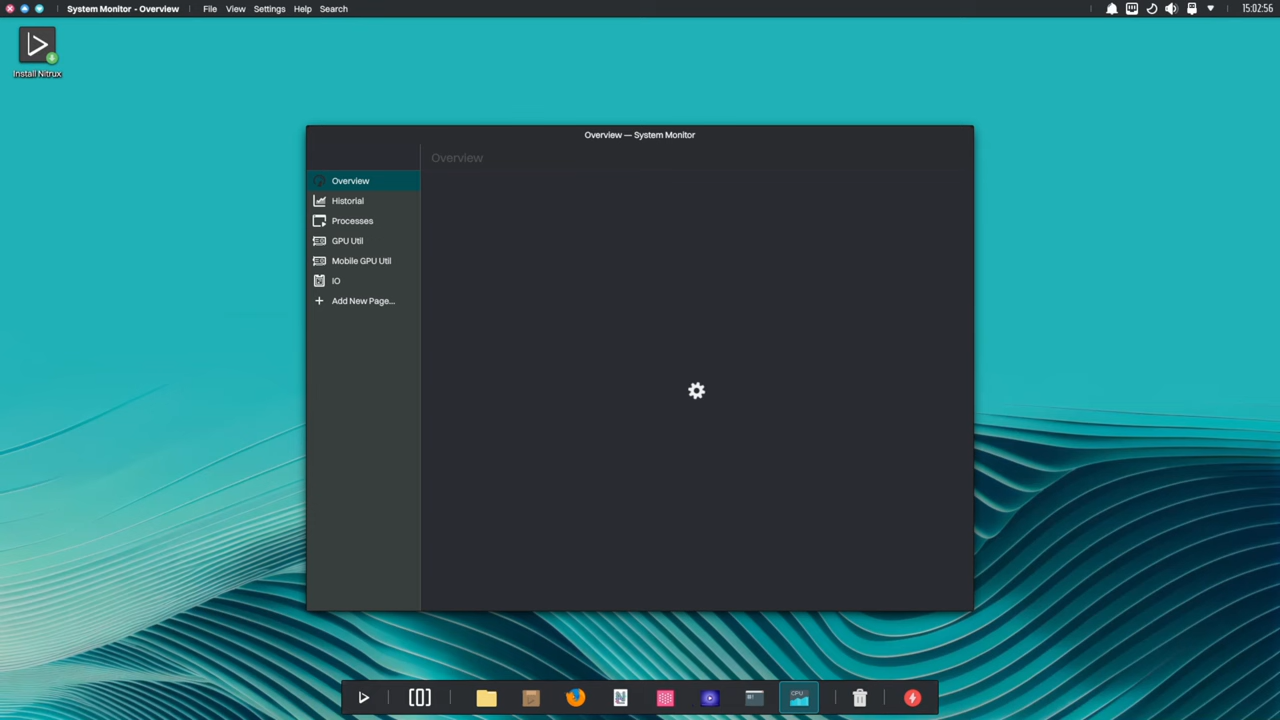 System Monitor - Overview File View Settings Help Search 15:02:56
Install Nitrux
Overview — System Monitor
Overview
Overview
Historial
Processes
GPU Util
Mobile GPU Util
IO
Add New Page...
CPU